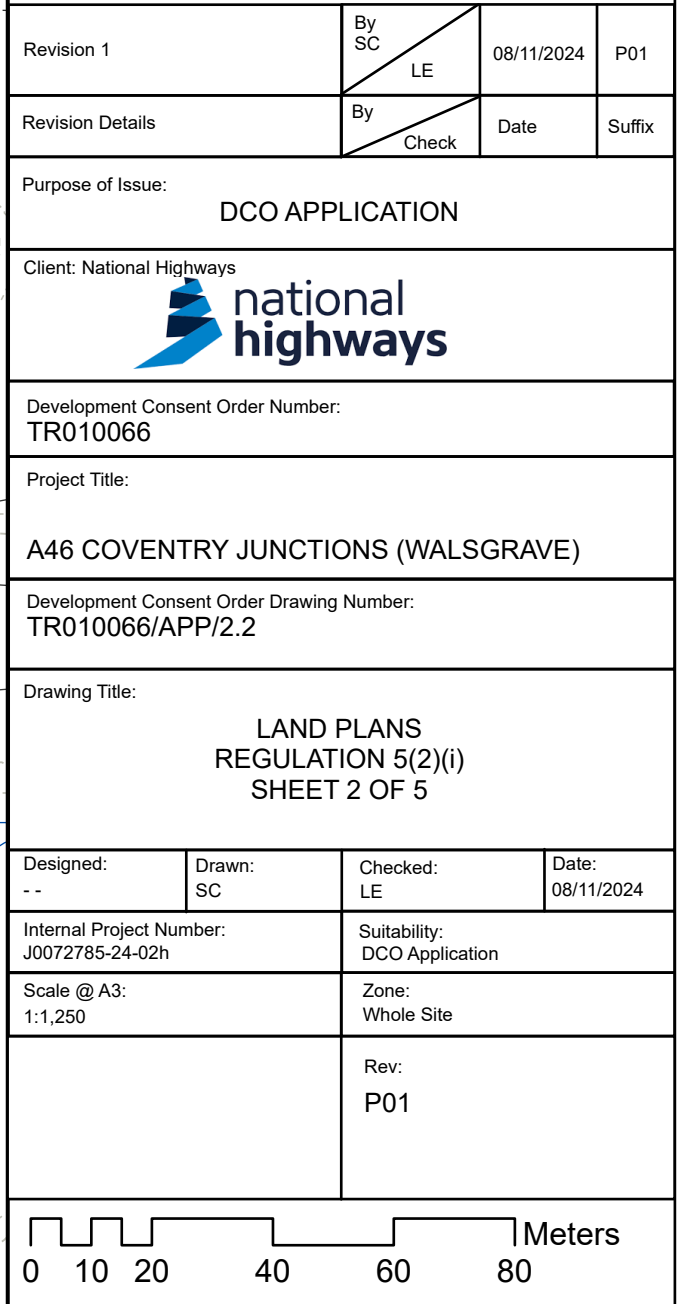 Revision 1
By
SC
LE
08/11/2024
P01
Revision Details
By
Check
Date
Suffix
Purpose of Issue:
DCO APPLICATION
Client: National Highways
national
highways
Development Consent Order Number:
TR010066
Project Title:
A46 COVENTRY JUNCTIONS (WALSGRAVE)
Development Consent Order Drawing Number:
TR010066/APP/2.2
Drawing Title:
LAND PLANS
REGULATION 5(2)(i)
SHEET 2 OF 5
Designed:
- -
Drawn:
SC
Checked:
LE
Date:
08/11/2024
Internal Project Number:
J0072785-24-02h
Suitability:
DCO Application
Scale @ A3:
1:1,250
Zone:
Whole Site
Rev:
P01
Meters
0 10 20 40 60 80